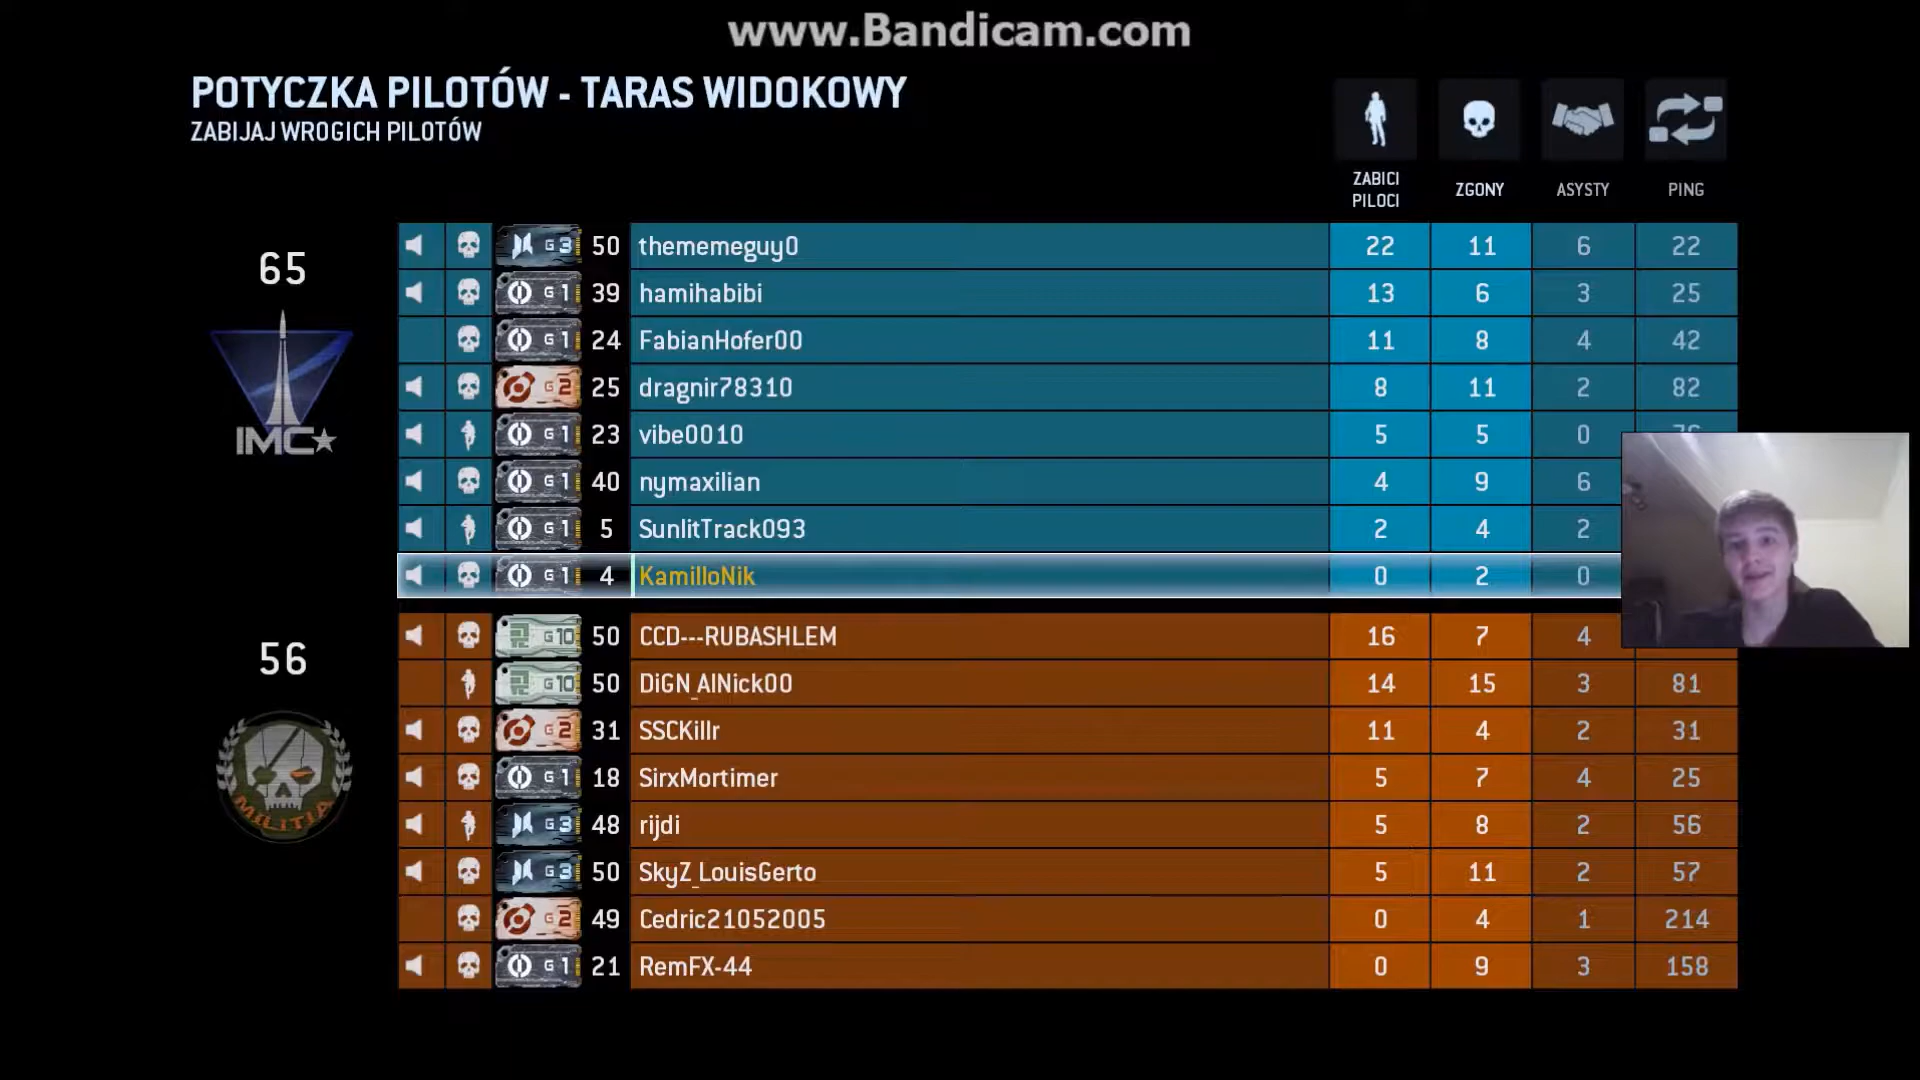 www.Bandicam.com
POTYCZKA PILOTÓW - TARAS WIDOKOWY
ZABIJAJ WROGICH PILOTÓW
ZABICI PILOCI ZGONY ASYSTY PING
65
IMC
G3 50 thememeguy0 22 11 6 22
G1 39 hamihabibi 13 6 3 25
G1 24 FabianHofer00 11 8 4 42
G2 25 dragnir78310 8 11 2 82
G1 23 vibe0010 5 5 0
G1 40 nymaxilian 4 9 6
G1 5 SunlitTrack093 2 4 2
G1 4 KamilloNik 0 2 0
56
MILITIA
G10 50 CCD---RUBASHLEM 16 7 4
G10 50 DiGN_AlNick00 14 15 3 81
G2 31 SSCKillr 11 4 2 31
G1 18 SirxMortimer 5 7 4 25
G3 48 rijdi 5 8 2 56
G3 50 SkyZ_LouisGerto 5 11 2 57
G2 49 Cedric21052005 0 4 1 214
G1 21 RemFX-44 0 9 3 158